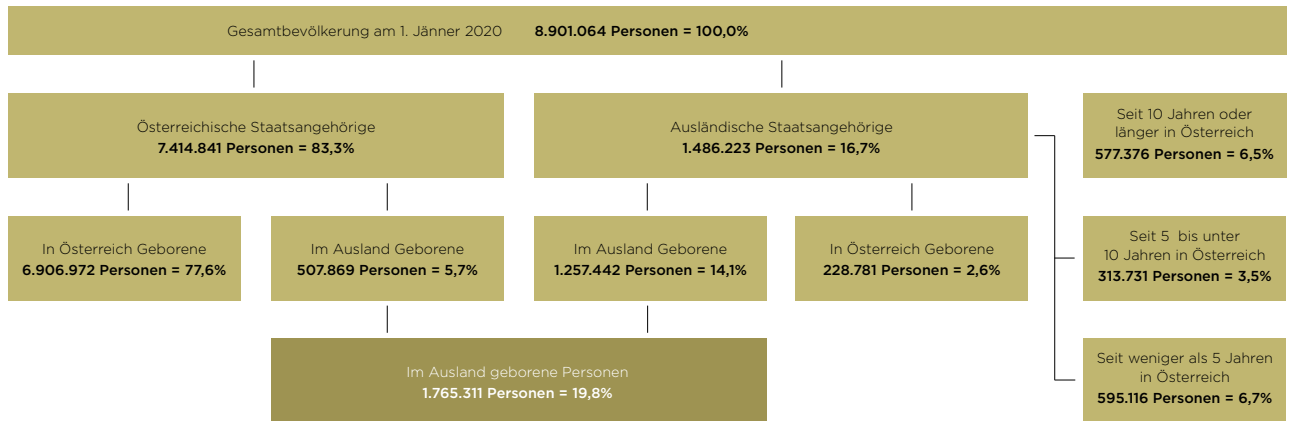 Gesamtbevölkerung am 1. Jänner 2020 8.901.064 Personen = 100,0%
Österreichische Staatsangehörige
7.414.841 Personen = 83,3%
Ausländische Staatsangehörige
1.486.223 Personen = 16,7%
Seit 10 Jahren oder
länger in Österreich
577.376 Personen = 6,5%
In Österreich Geborene
6.906.972 Personen = 77,6%
Im Ausland Geborene
507.869 Personen = 5,7%
Im Ausland Geborene
1.257.442 Personen = 14,1%
In Österreich Geborene
228.781 Personen = 2,6%
Seit 5 bis unter
10 Jahren in Österreich
313.731 Personen = 3,5%
Im Ausland geborene Personen
1.765.311 Personen = 19,8%
Seit weniger als 5 Jahren
in Österreich
595.116 Personen = 6,7%